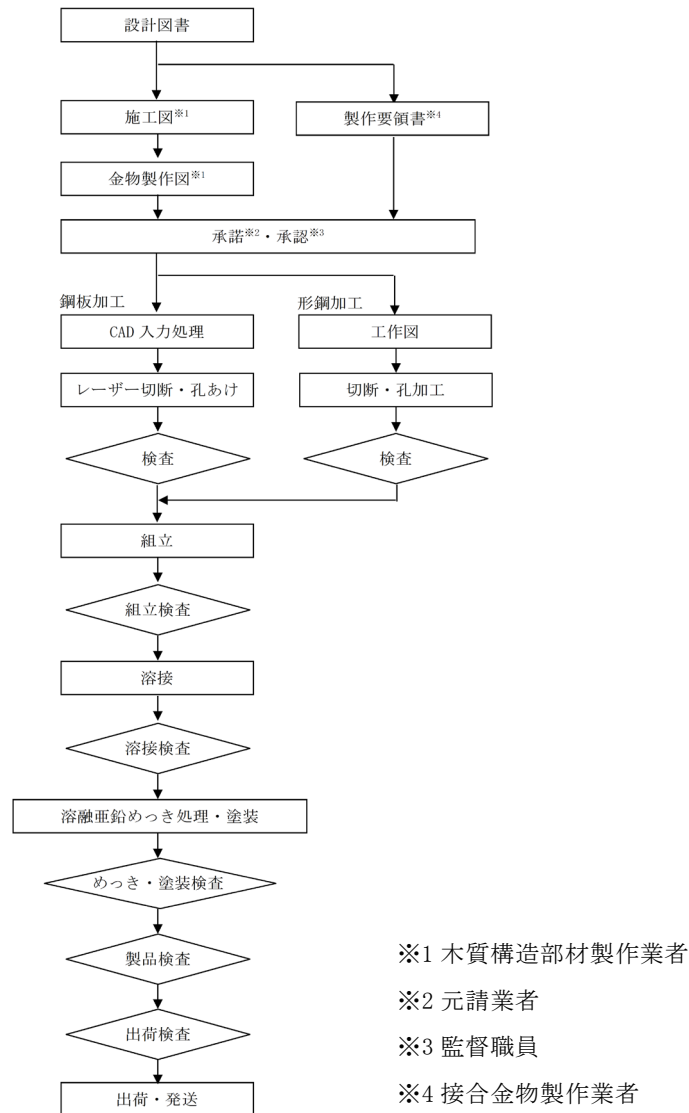 設計図書
施工図※1
製作要領書※4
金物製作図※1
承諾※2・承認※3
鋼板加工
形鋼加工
CAD 入力処理
工作図
レーザー切断・孔あけ
切断・孔加工
検査
検査
組立
組立検査
溶接
溶接検査
溶融亜鉛めっき処理・塗装
めっき・塗装検査
製品検査
出荷検査
出荷・発送
※1 木質構造部材製作業者
※2 元請業者
※3 監督職員
※4 接合金物製作業者